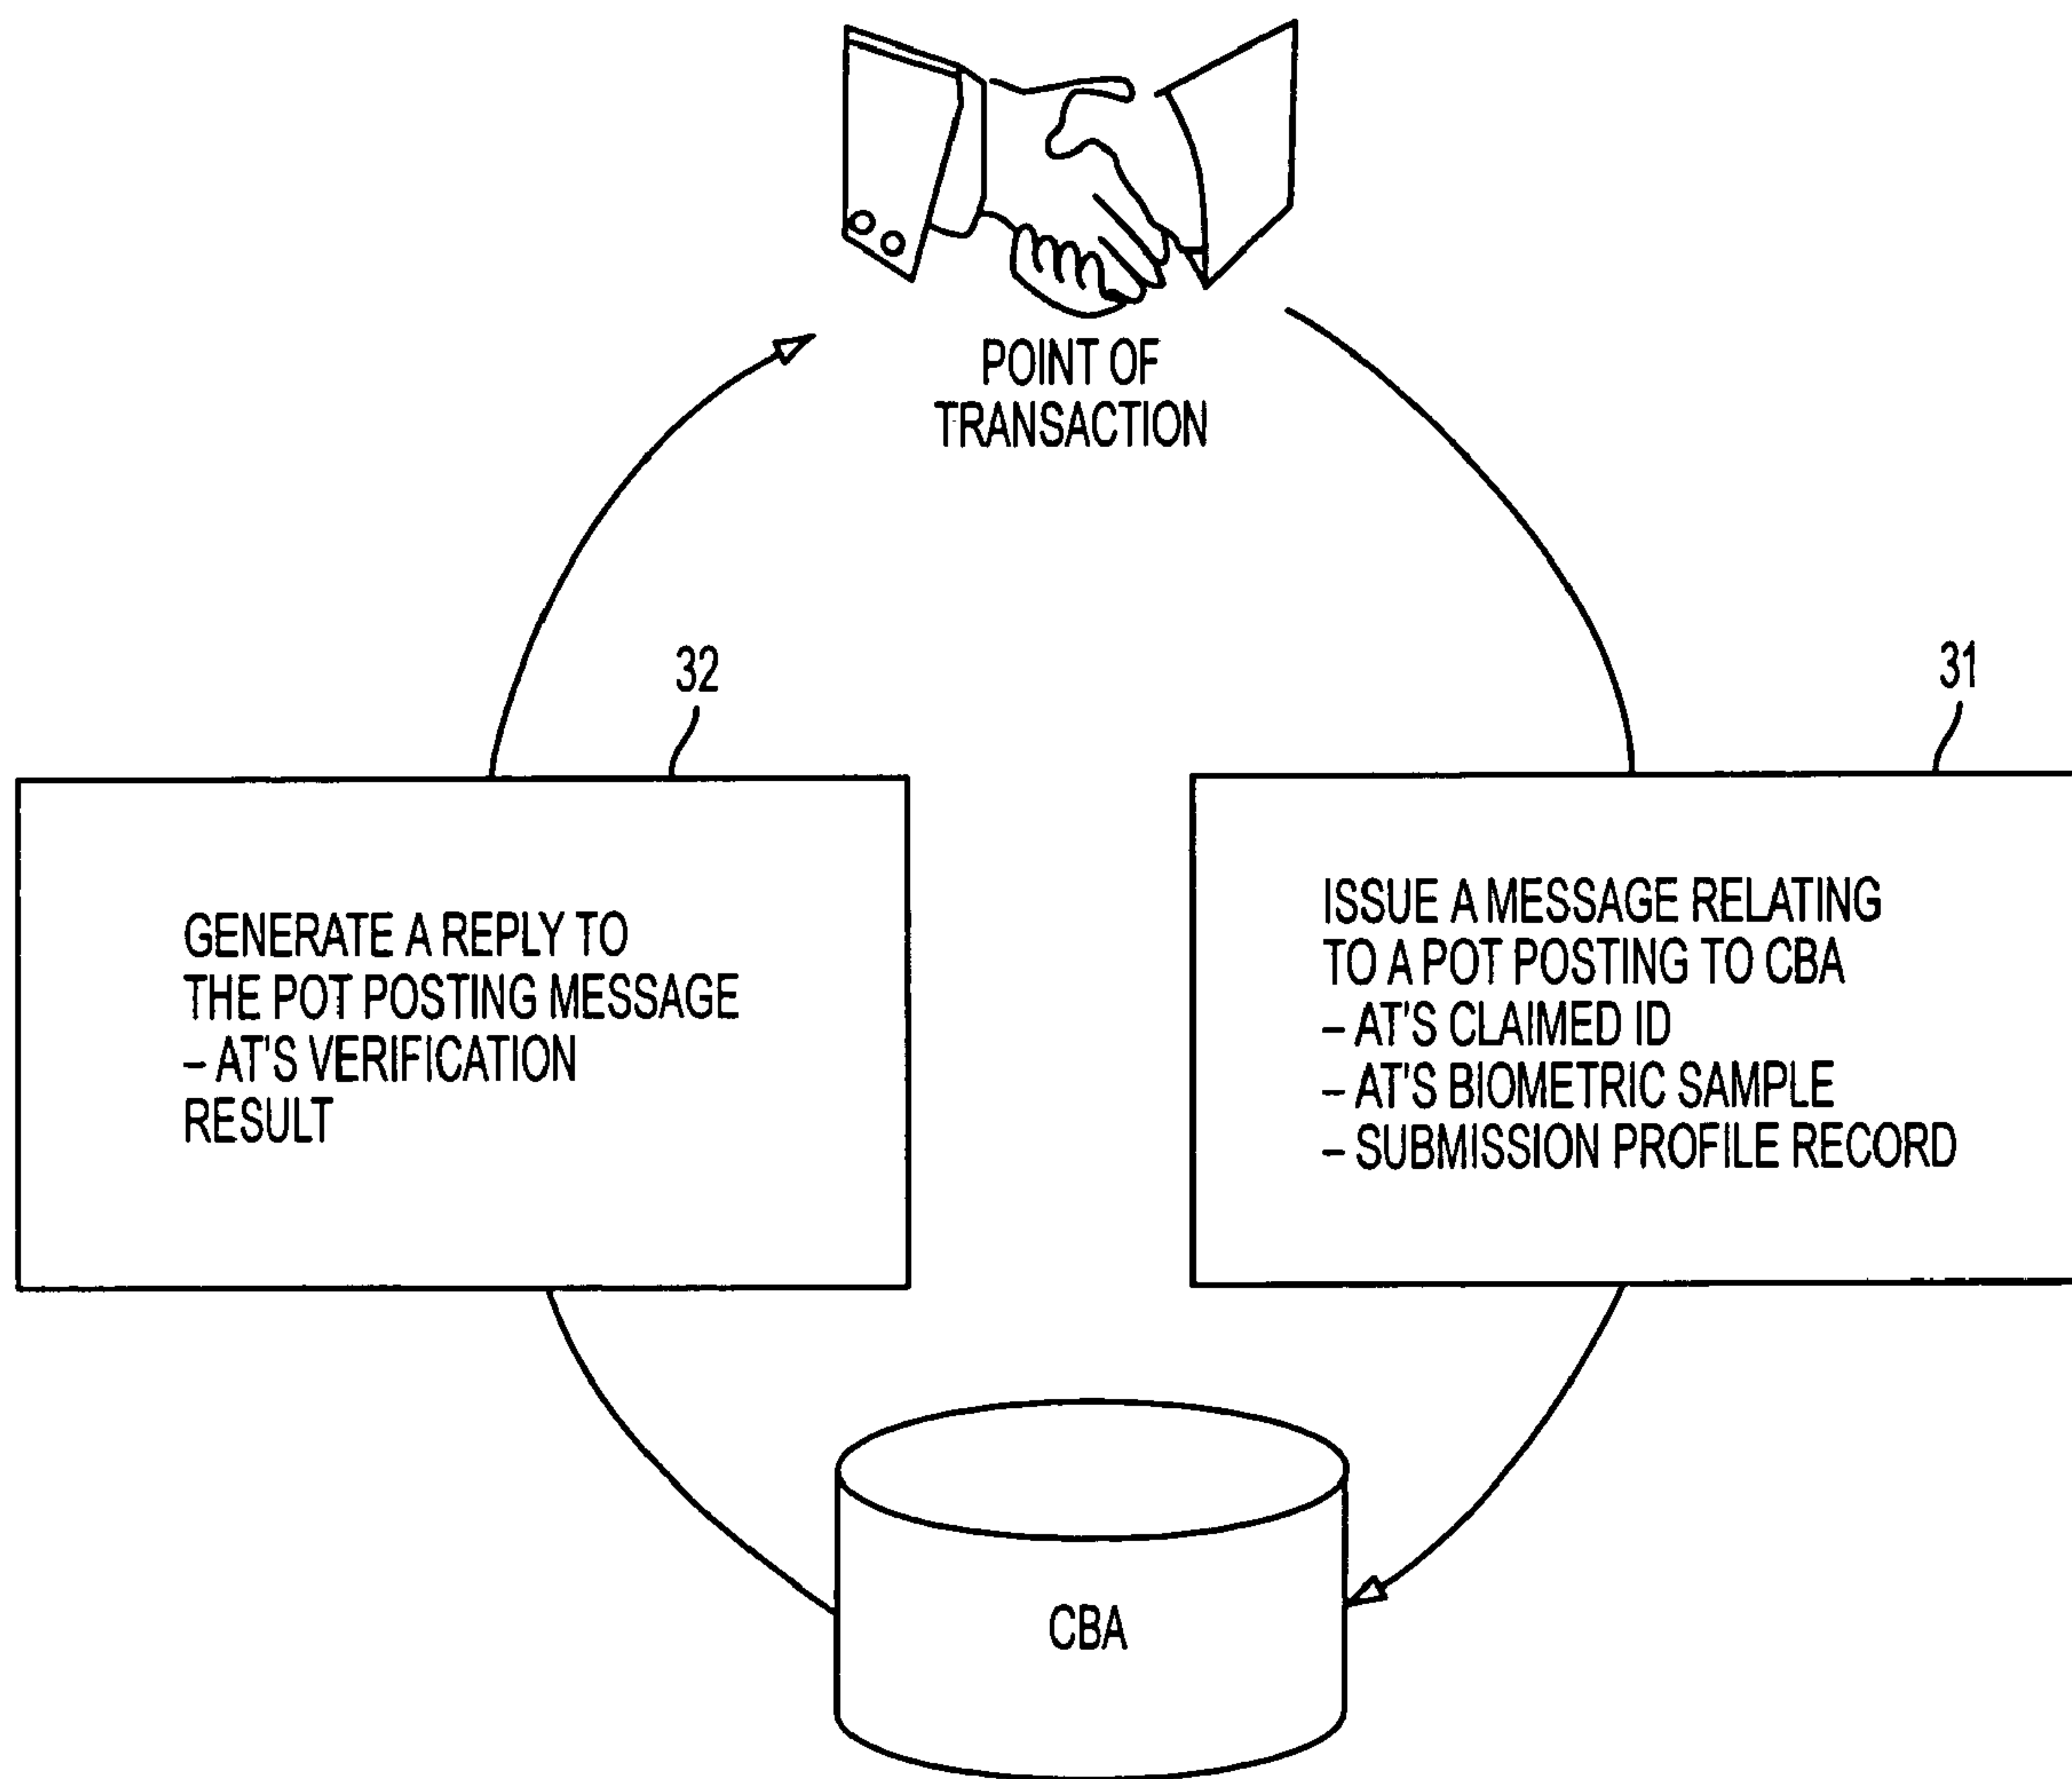 POINT OF
TRANSACTION
32
31
GENERATE A REPLY TO
THE POT POSTING MESSAGE
– AT'S VERIFICATION
RESULT
ISSUE A MESSAGE RELATING
TO A POT POSTING TO CBA
– AT'S CLAIMED ID
– AT'S BIOMETRIC SAMPLE
– SUBMISSION PROFILE RECORD
CBA